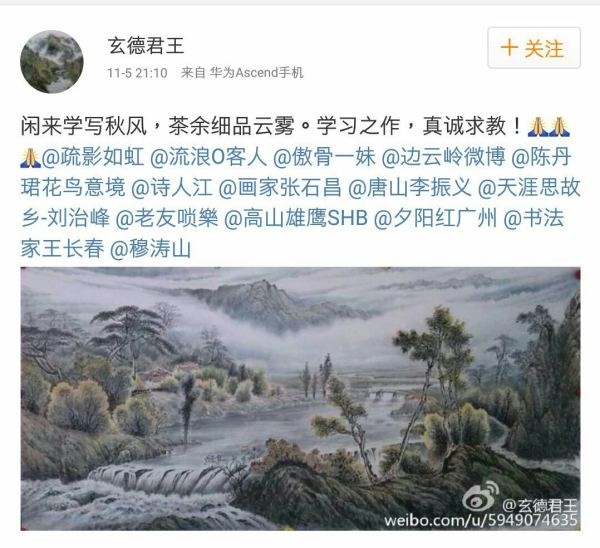 玄德君王
+关注
11-5 21:10 来自 华为Ascend手机
闲来学写秋风，茶余细品云雾。学习之作，真诚求教！🙏🙏
🙏@疏影如虹 @流浪O客人 @傲骨一妹 @边云岭微博 @陈丹
珺花鸟意境 @诗人江 @画家张石昌 @唐山李振义 @天涯思故
乡-刘治峰 @老友唢樂 @高山雄鹰SHB @夕阳红广州 @书法
家王长春 @穆涛山
@玄德君王
weibo.com/u/5949074635